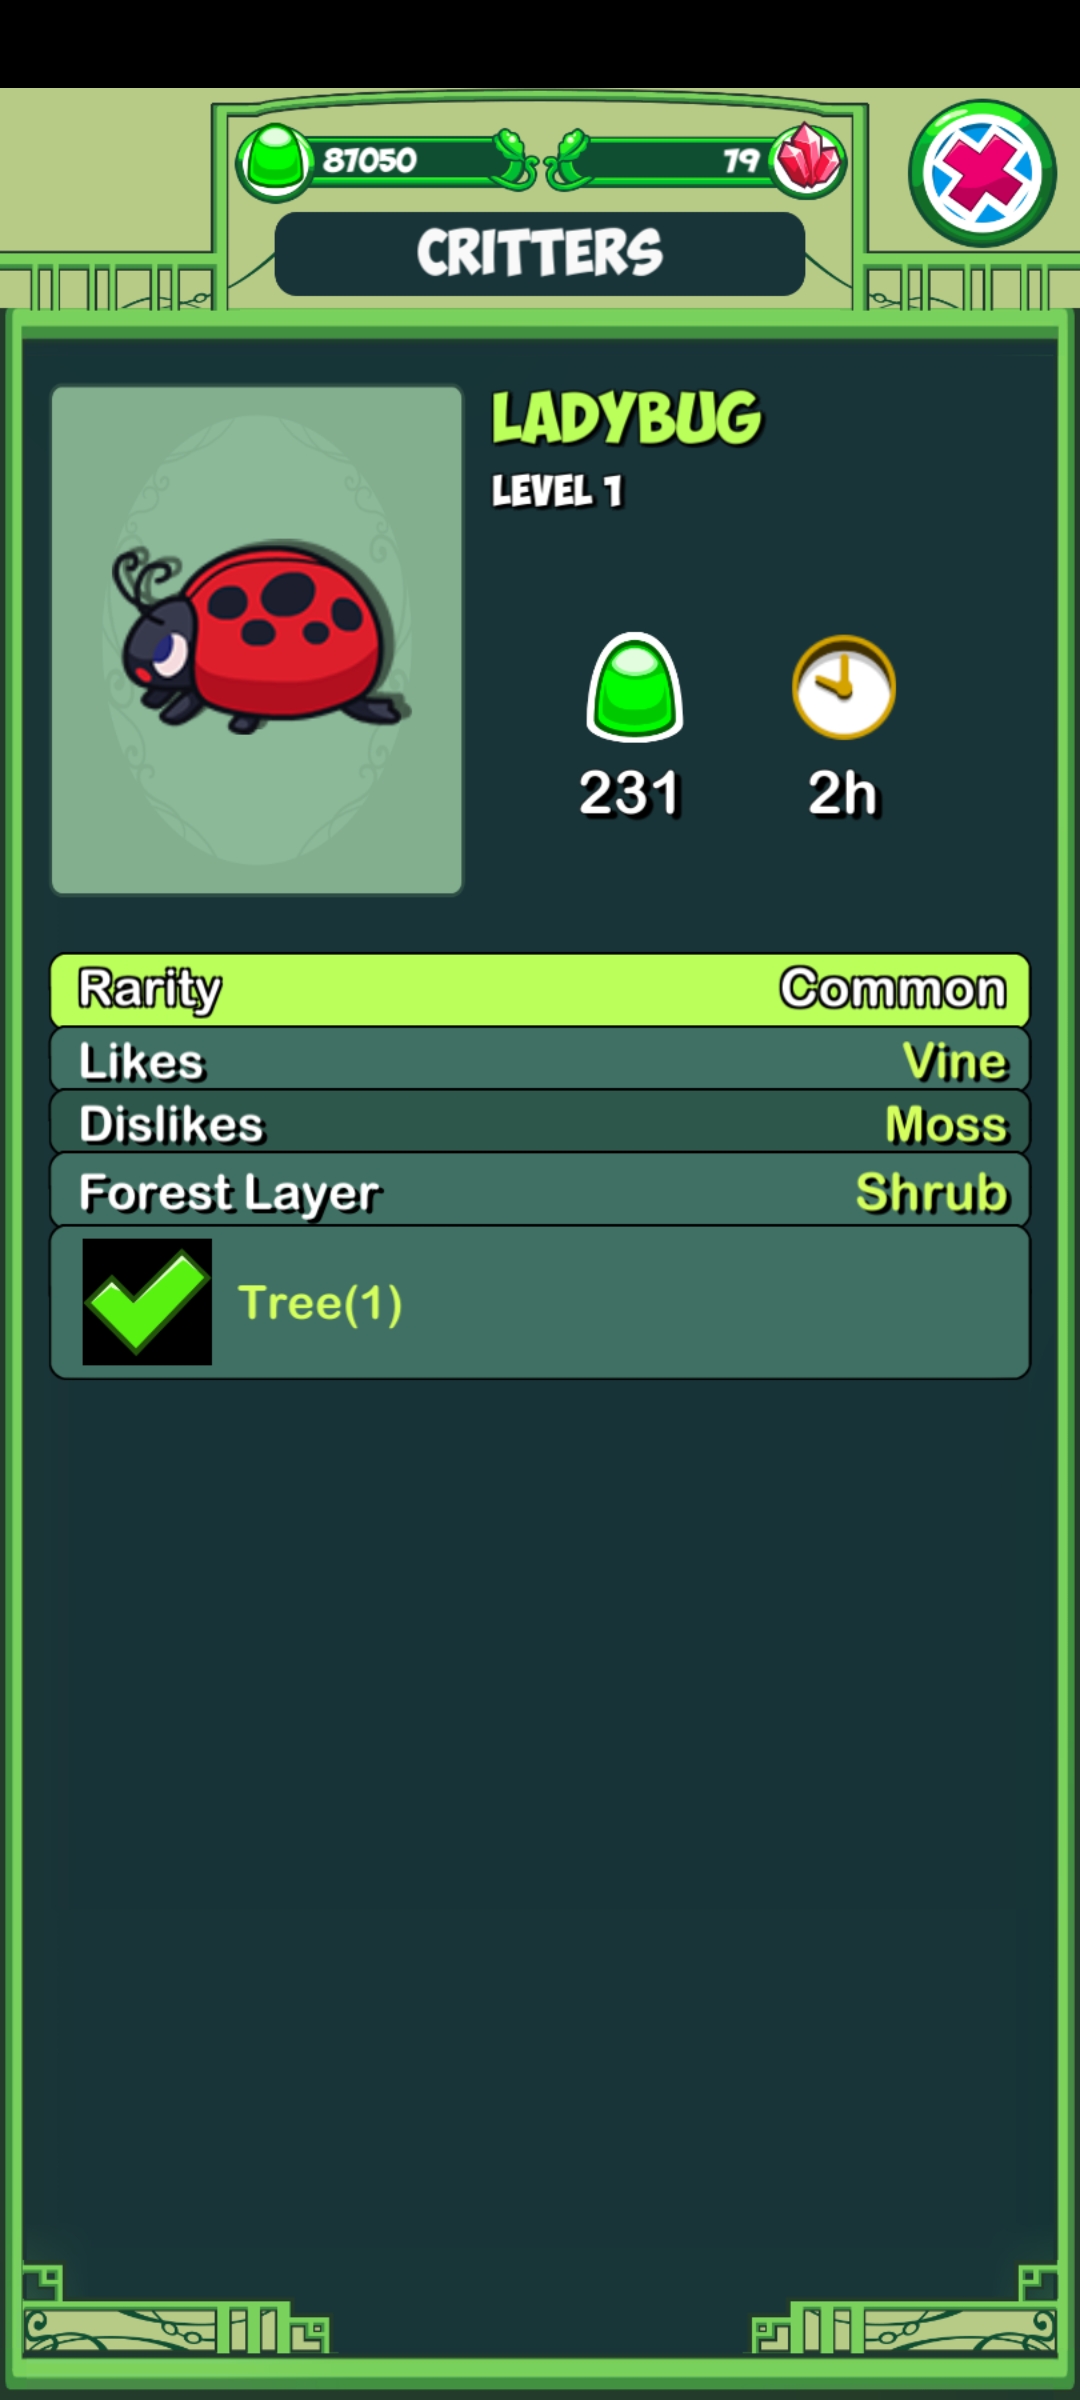 87050 79
CRITTERS
LADYBUG
LEVEL 1
231 2h
Rarity Common
Likes Vine
Dislikes Moss
Forest Layer Shrub
Tree(1)